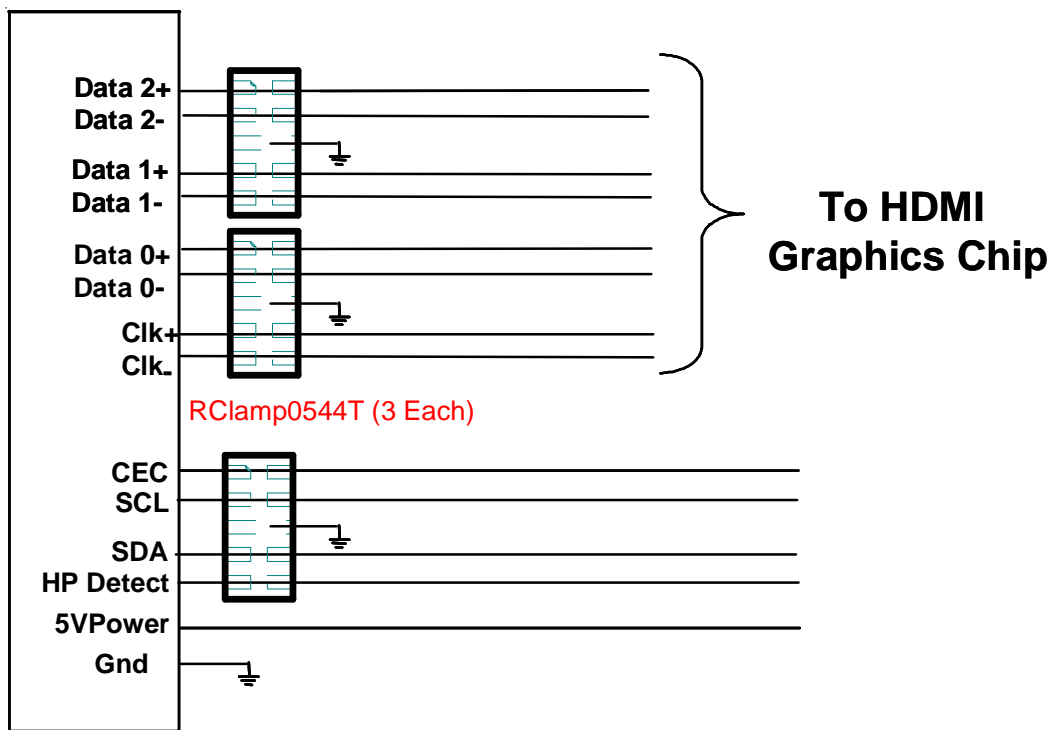 Data 2+
Data 2-
Data 1+
Data 1-
Data 0+
Data 0-
Clk+
Clk-
To HDMI
Graphics Chip
RClamp0544T (3 Each)
CEC
SCL
SDA
HP Detect
5VPower
Gnd